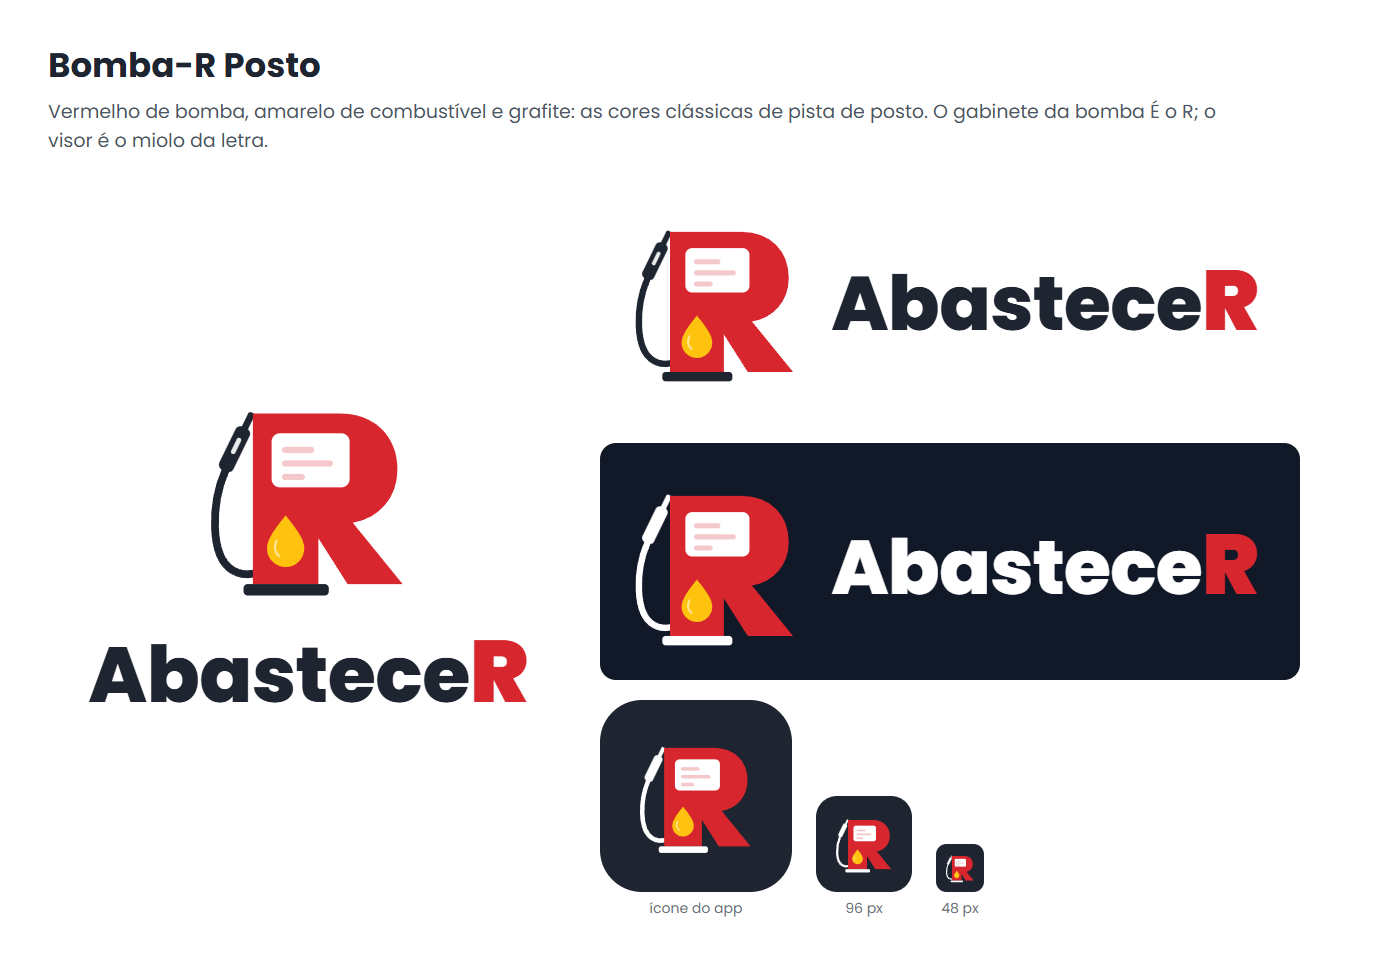 Bomba-R Posto
Vermelho de bomba, amarelo de combustível e grafite: as cores clássicas de pista de posto. O gabinete da bomba É o R; o
visor é o miolo da letra.
R
AbasteceR
R
AbasteceR
R
AbasteceR
R
R
R
ícone do app
96 px
48 px